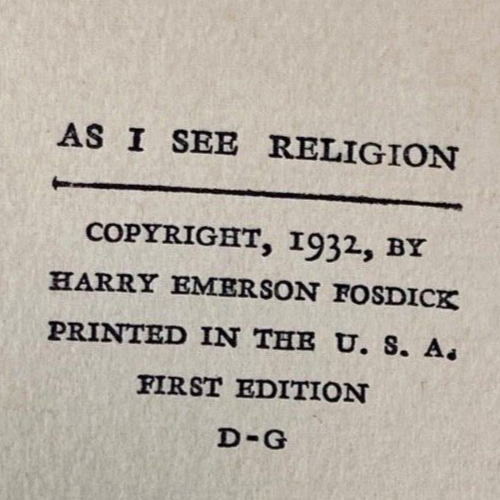 AS I SEE RELIGION
COPYRIGHT, 1932, BY
HARRY EMERSON FOSDICK
PRINTED IN THE U. S. A.
FIRST EDITION
D-G